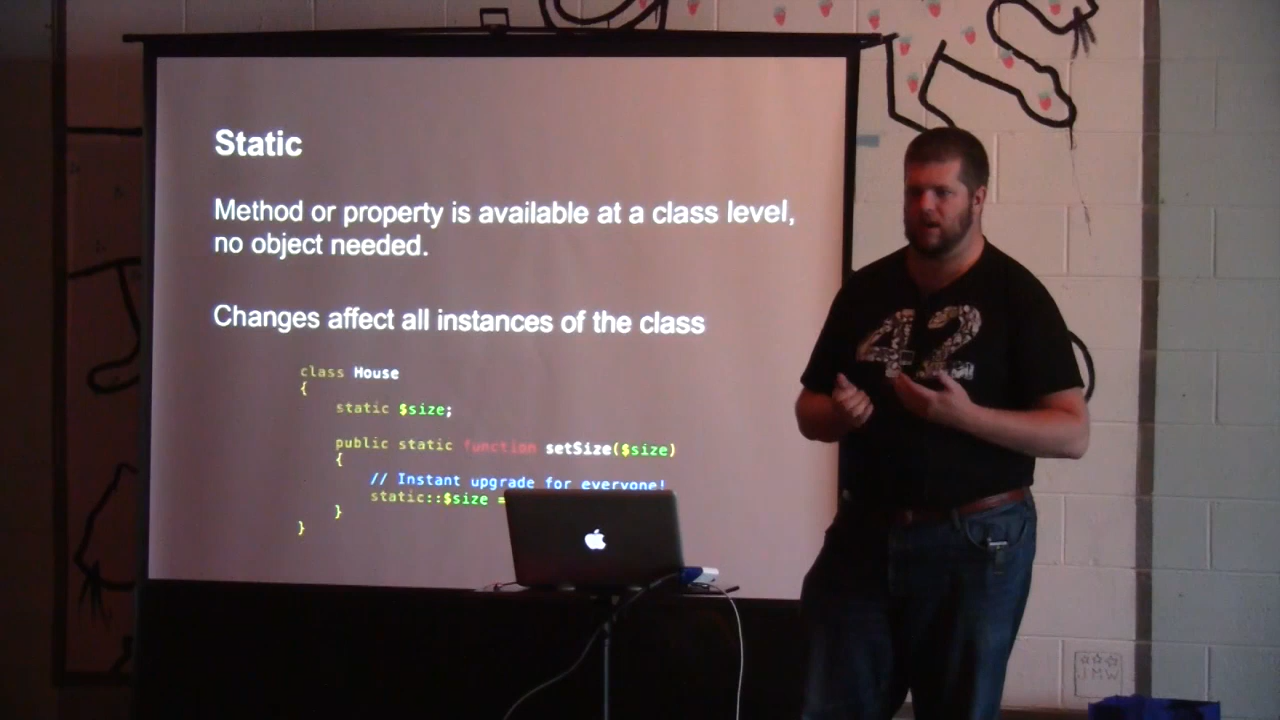 Static
Method or property is available at a class level,
no object needed.
Changes affect all instances of the class
class House
{
static $size;
public static function setSize($size)
{
// Instant upgrade for everyone!
static::$size =
}
}
42
JMW